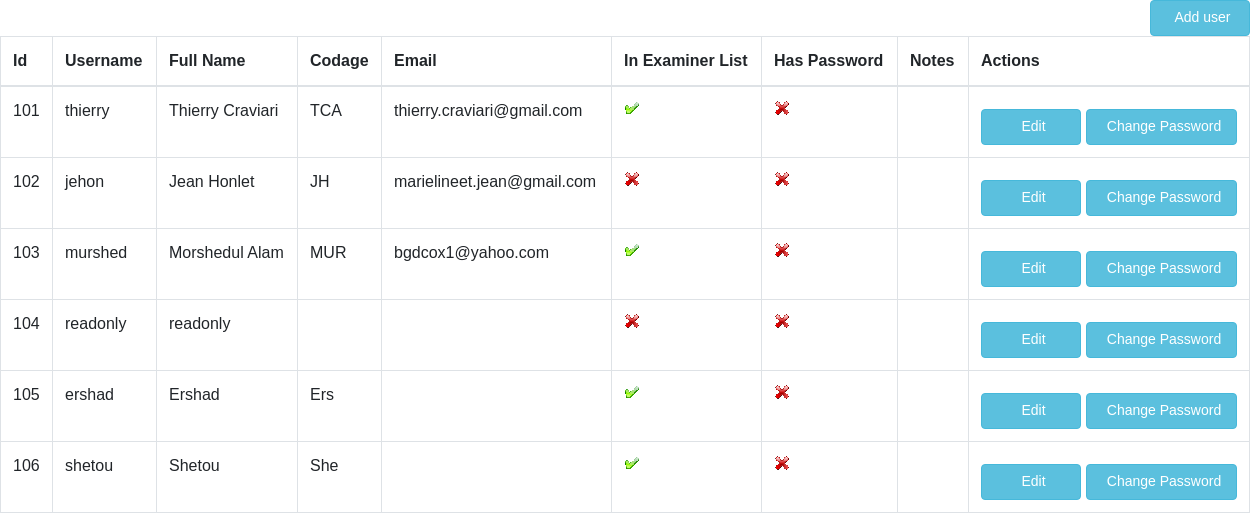 Add user
Id Username Full Name Codage Email In Examiner List Has Password Notes Actions
101 thierry Thierry Craviari TCA thierry.craviari@gmail.com Edit Change Password
102 jehon Jean Honlet JH marielineet.jean@gmail.com Edit Change Password
103 murshed Morshedul Alam MUR bgdcox1@yahoo.com Edit Change Password
104 readonly readonly Edit Change Password
105 ershad Ershad Ers Edit Change Password
106 shetou Shetou She Edit Change Password